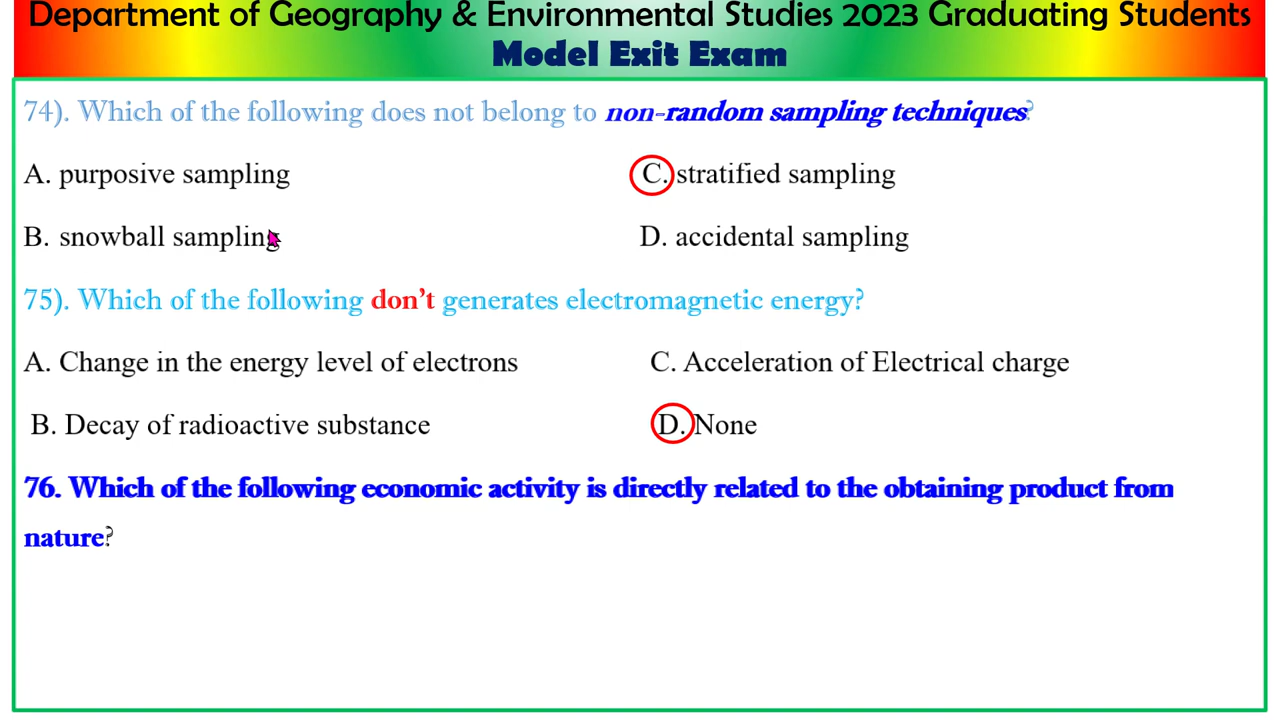 Department of Geography & Environmental Studies 2023 Graduating Students
Model Exit Exam
74). Which of the following does not belong to non-random sampling techniques?
A. purposive sampling C. stratified sampling
B. snowball sampling D. accidental sampling
75). Which of the following don't generates electromagnetic energy?
A. Change in the energy level of electrons C. Acceleration of Electrical charge
B. Decay of radioactive substance D. None
76. Which of the following economic activity is directly related to the obtaining product from
nature?